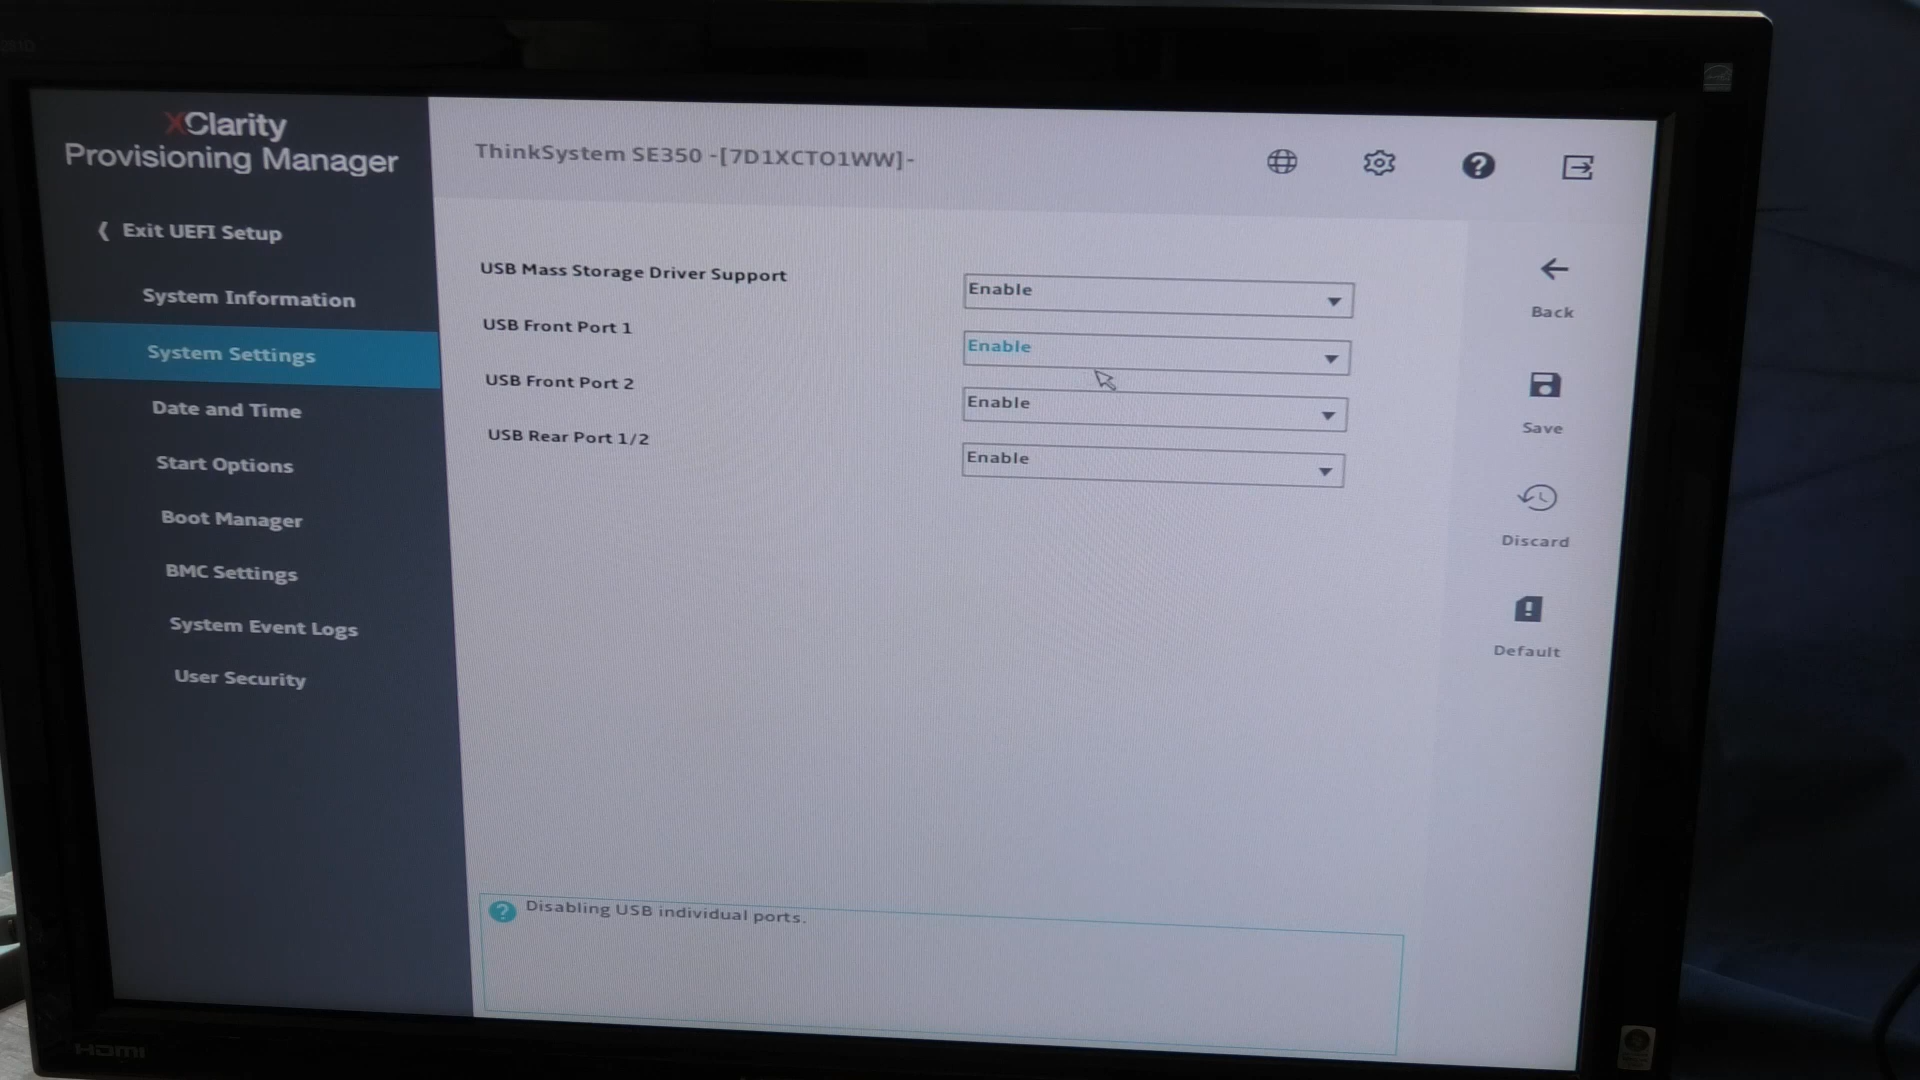 XClarity
Provisioning Manager
Exit UEFI Setup
System Information
System Settings
Date and Time
Start Options
Boot Manager
BMC Settings
System Event Logs
User Security
ThinkSystem SE350 -[7D1XCTO1WW]-
USB Mass Storage Driver Support
Enable
USB Front Port 1
Enable
USB Front Port 2
Enable
USB Rear Port 1/2
Enable
Back
Save
Discard
Default
Disabling USB individual ports.
HDMI